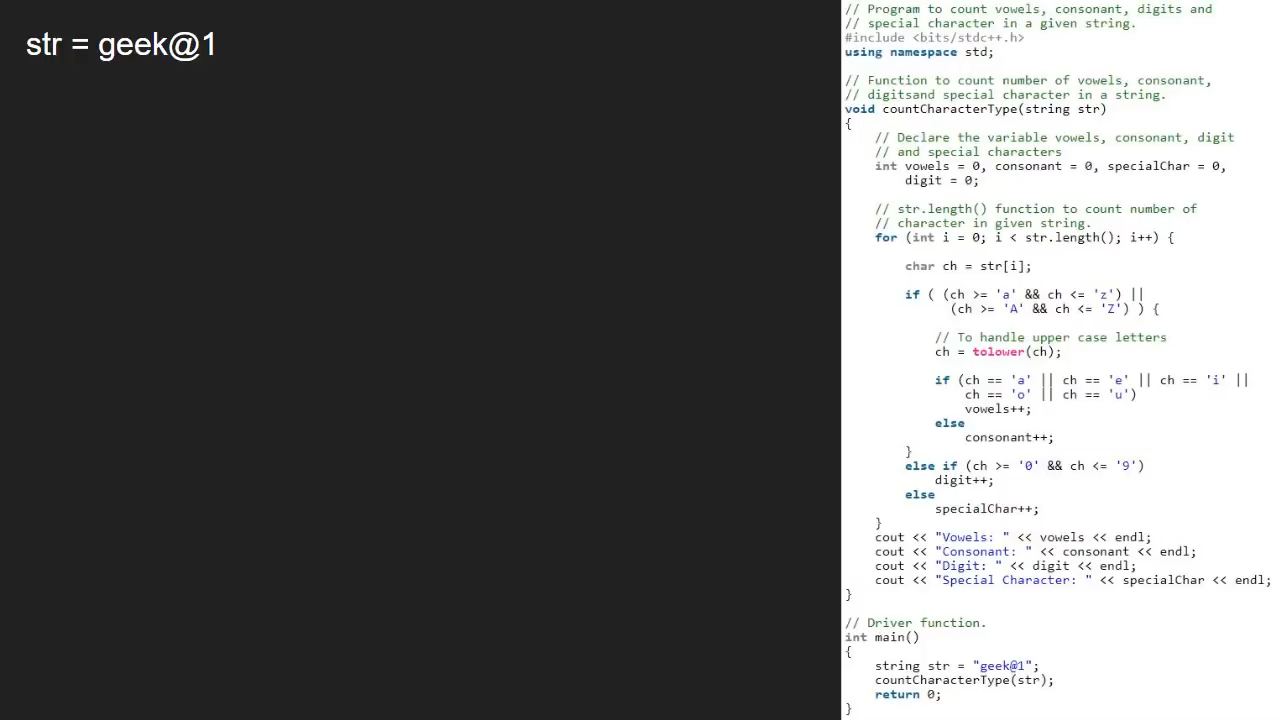 str = geek@1
// Program to count vowels, consonant, digits and
// special character in a given string.
#include <bits/stdc++.h>
using namespace std;
// Function to count number of vowels, consonant,
// digitsand special character in a string.
void countCharacterType(string str)
{
// Declare the variable vowels, consonant, digit
// and special characters
int vowels = 0, consonant = 0, specialChar = 0,
digit = 0;
// str.length() function to count number of
// character in given string.
for (int i = 0; i < str.length(); i++) {
char ch = str[i];
if ( (ch >= 'a' && ch <= 'z') ||
(ch >= 'A' && ch <= 'Z') ) {
// To handle upper case letters
ch = tolower(ch);
if (ch == 'a' || ch == 'e' || ch == 'i' ||
ch == 'o' || ch == 'u')
vowels++;
else
consonant++;
}
else if (ch >= '0' && ch <= '9')
digit++;
else
specialChar++;
}
cout << "Vowels: " << vowels << endl;
cout << "Consonant: " << consonant << endl;
cout << "Digit: " << digit << endl;
cout << "Special Character: " << specialChar << endl;
}
// Driver function.
int main()
{
string str = "geek@1";
countCharacterType(str);
return 0;
}